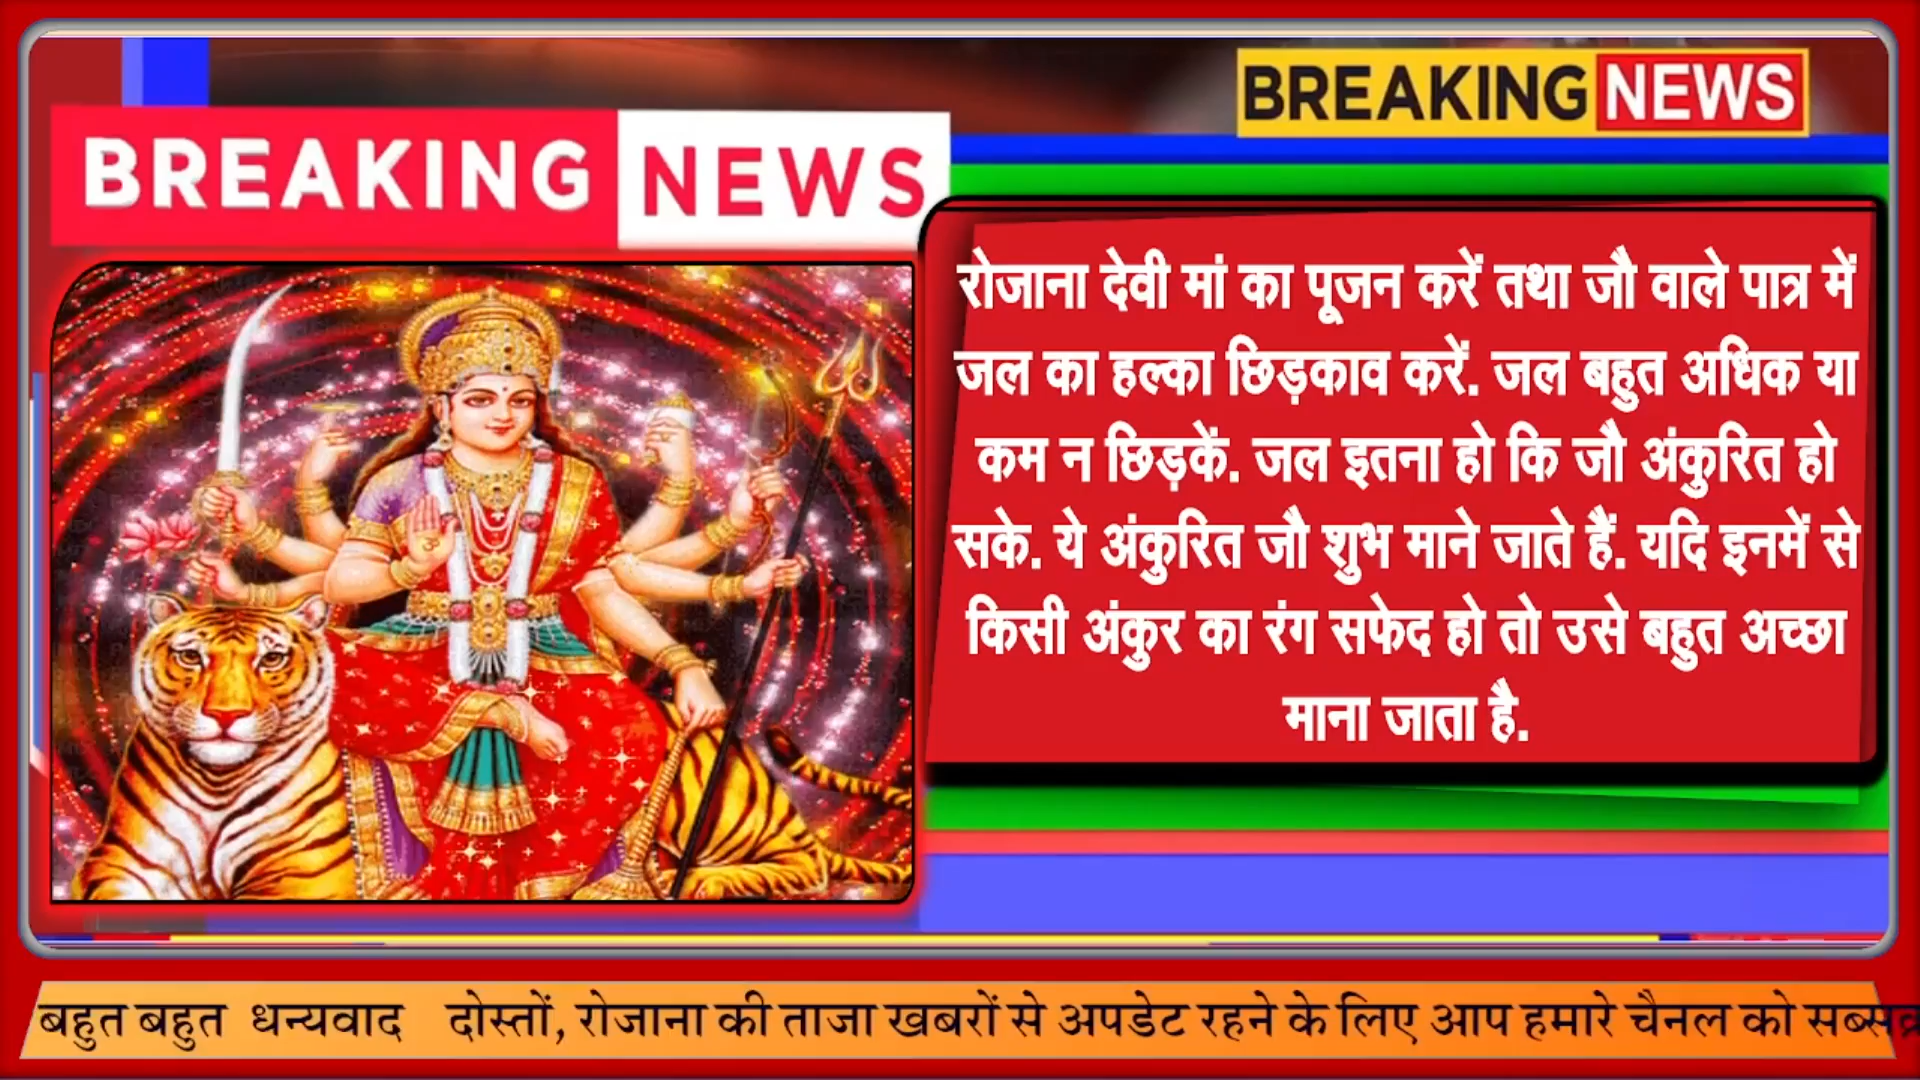 BREAKING NEWS
BREAKING NEWS
रोजाना देवी मां का पूजन करें तथा जौ वाले पात्र में
जल का हल्का छिड़काव करें. जल बहुत अधिक या
कम न छिड़कें. जल इतना हो कि जौ अंकुरित हो
सके. ये अंकुरित जौ शुभ माने जाते हैं. यदि इनमें से
किसी अंकुर का रंग सफेद हो तो उसे बहुत अच्छा
माना जाता है.
बहुत बहुत धन्यवाद दोस्तों, रोजाना की ताजा खबरों से अपडेट रहने के लिए आप हमारे चैनल को